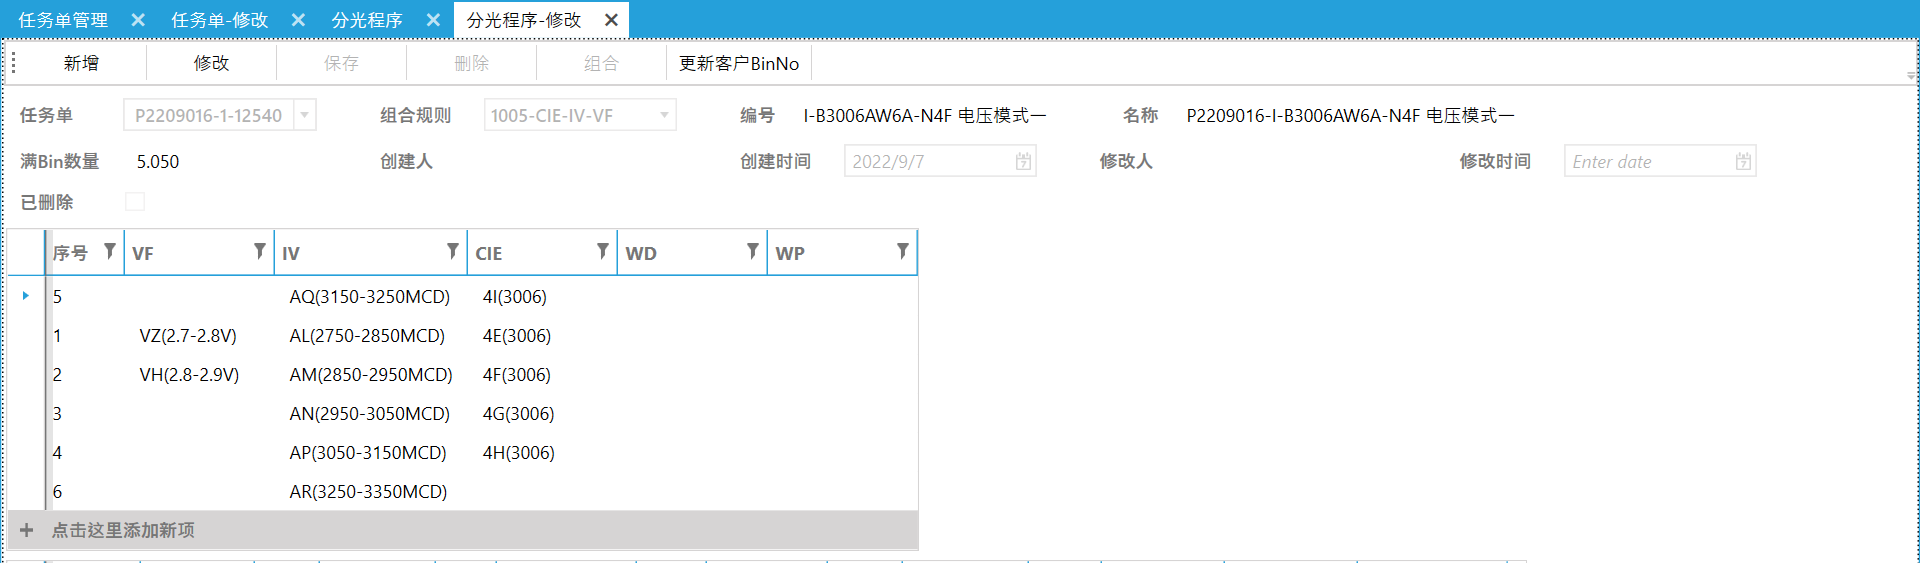 任务单管理 任务单-修改 分光程序 分光程序-修改
新增 修改 保存 删除 组合 更新客户BinNo
任务单 P2209016-1-12540 组合规则 1005-CIE-IV-VF 编号 I-B3006AW6A-N4F 电压模式一 名称 P2209016-I-B3006AW6A-N4F 电压模式一
满Bin数量 5.050 创建人 创建时间 2022/9/7 修改人 修改时间 Enter date
已删除
序号 VF IV CIE WD WP
5 AQ(3150-3250MCD) 4I(3006)
1 VZ(2.7-2.8V) AL(2750-2850MCD) 4E(3006)
2 VH(2.8-2.9V) AM(2850-2950MCD) 4F(3006)
3 AN(2950-3050MCD) 4G(3006)
4 AP(3050-3150MCD) 4H(3006)
6 AR(3250-3350MCD)
+ 点击这里添加新项